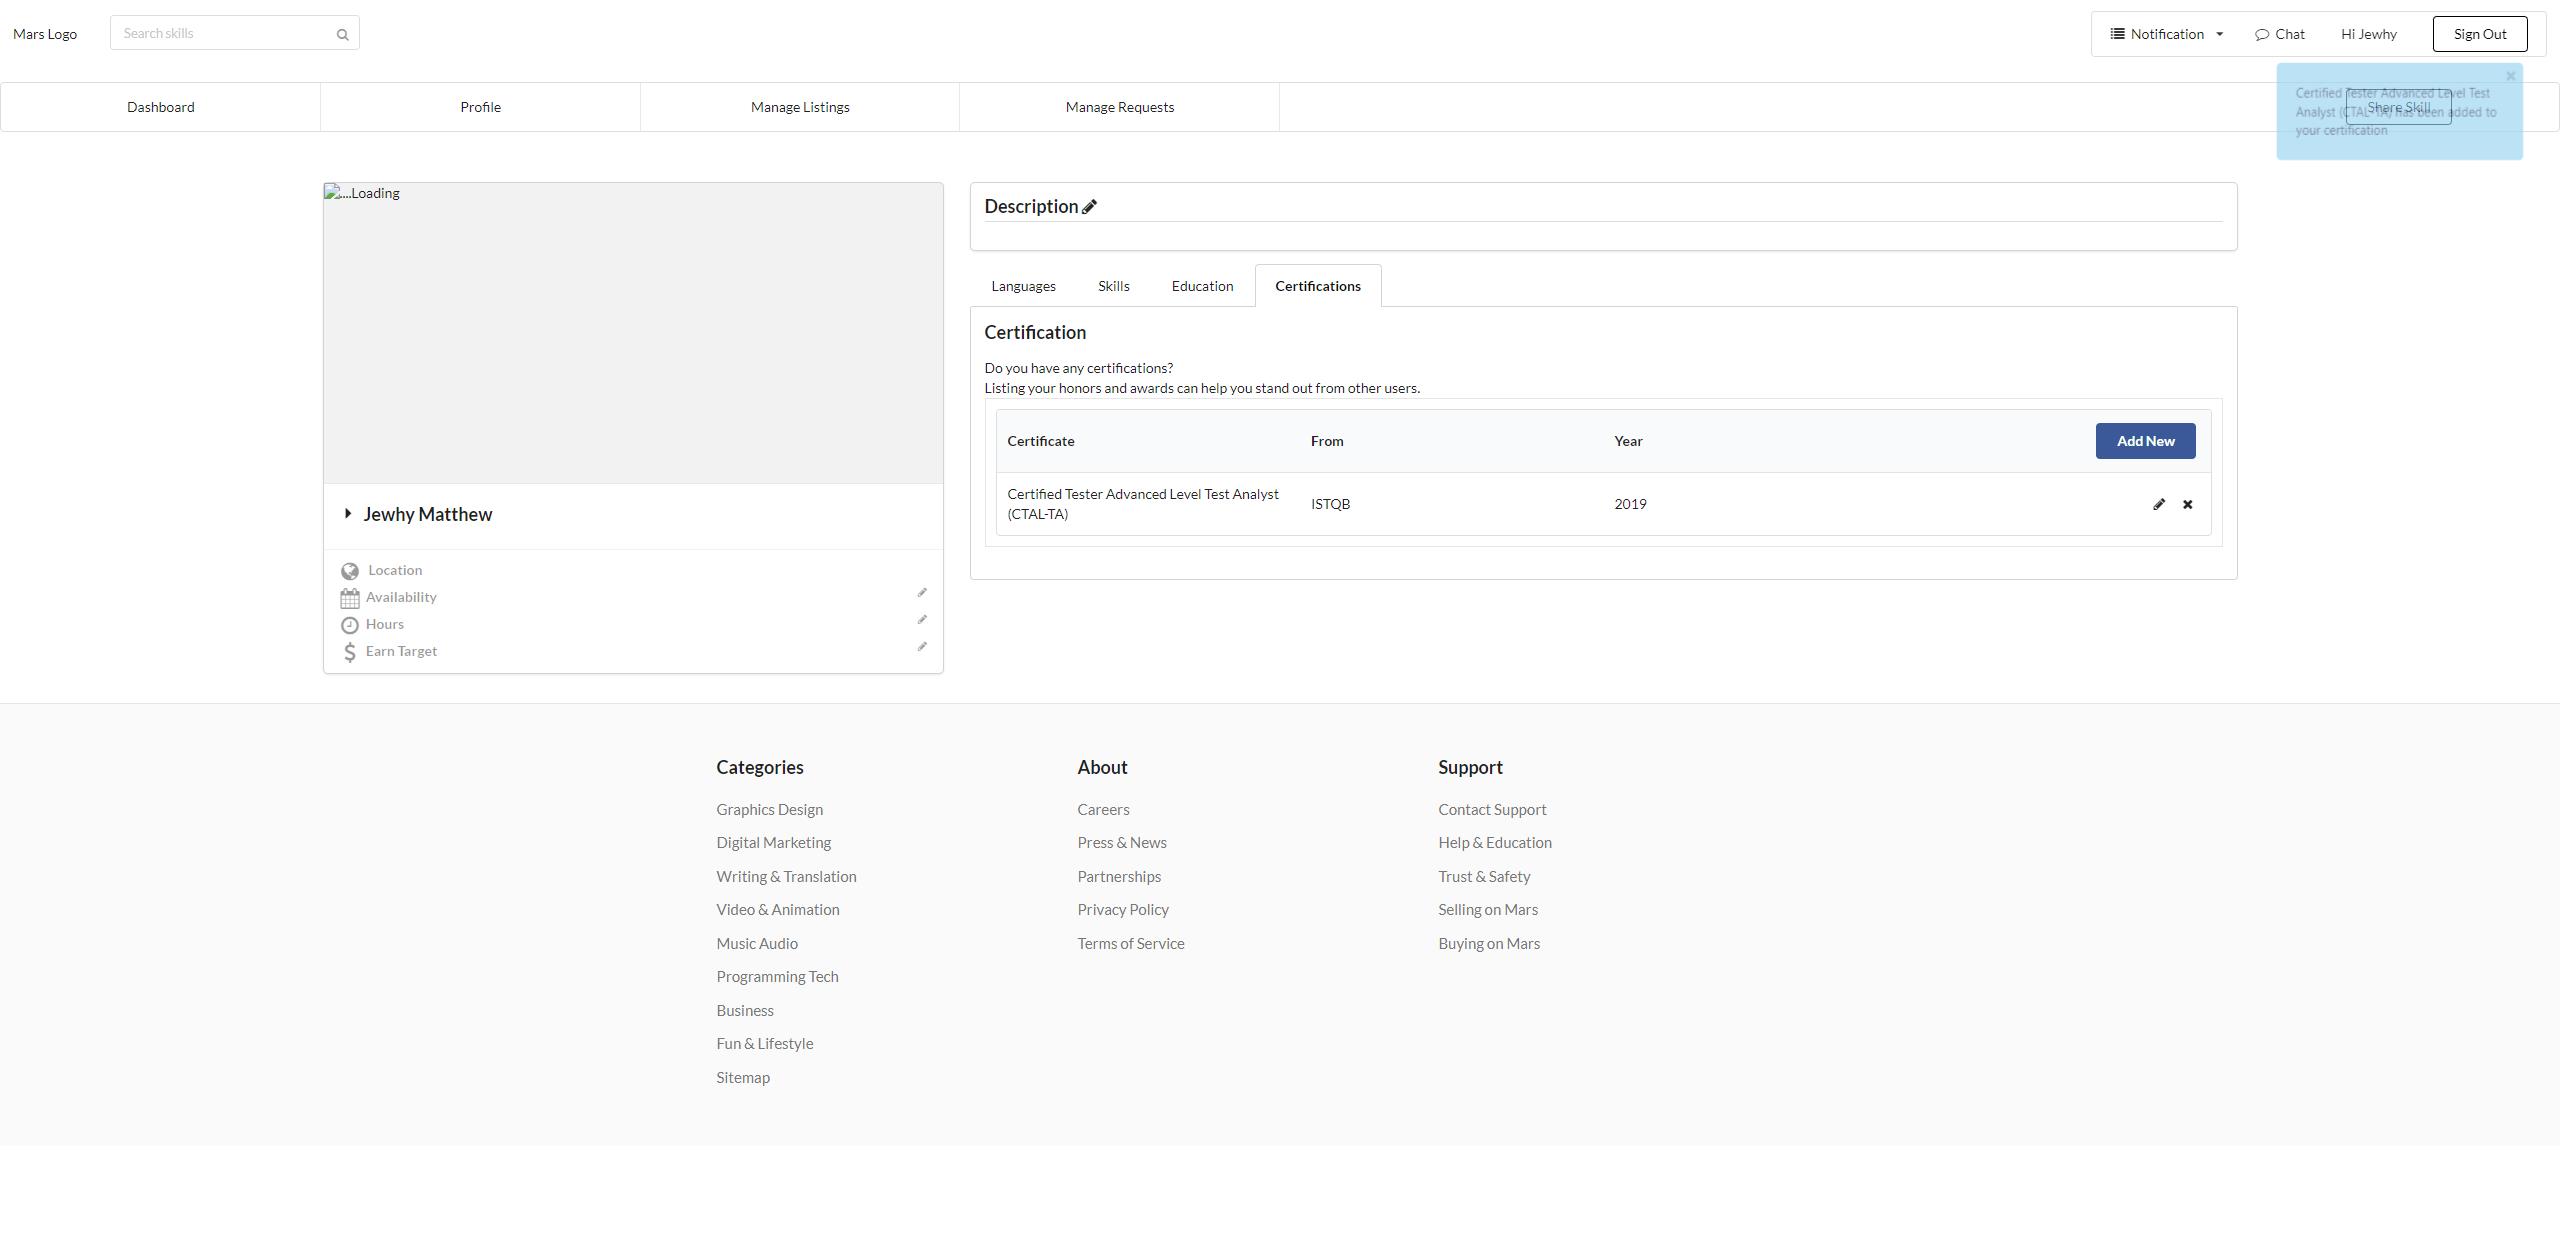 Mars Logo
Search skills
Notification
Chat
Hi Jewhy
Sign Out
Dashboard
Profile
Manage Listings
Manage Requests
Share Skill
Certified Tester Advanced Level Test
Analyst (CTAL-TA) has been added to
your certification
....Loading
Jewhy Matthew
Location
Availability
Hours
Earn Target
Description
Languages
Skills
Education
Certifications
Certification
Do you have any certifications?
Listing your honors and awards can help you stand out from other users.
Certificate From Year Add New
Certified Tester Advanced Level Test Analyst
(CTAL-TA)
ISTQB
2019
Categories
Graphics Design
Digital Marketing
Writing & Translation
Video & Animation
Music Audio
Programming Tech
Business
Fun & Lifestyle
Sitemap
About
Careers
Press & News
Partnerships
Privacy Policy
Terms of Service
Support
Contact Support
Help & Education
Trust & Safety
Selling on Mars
Buying on Mars